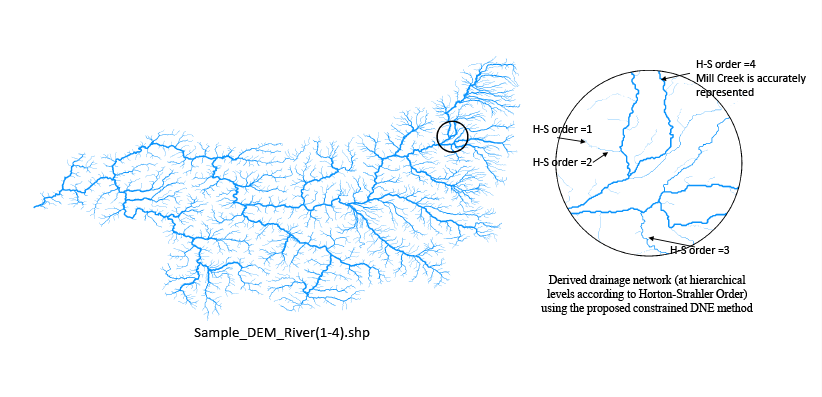 H-S order =4
Mill Creek is accurately
represented
H-S order =1
H-S order =2
H-S order =3
Derived drainage network (at hierarchical
levels according to Horton-Strahler Order)
using the proposed constrained DNE method
Sample_DEM_River(1-4).shp